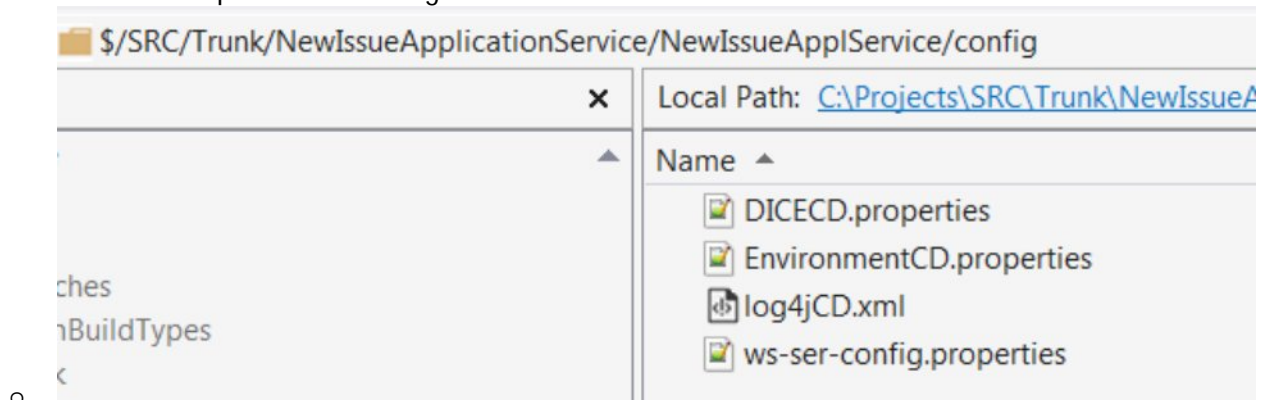 $/SRC/Trunk/NewIssueApplicationService/NewIssueApplService/config
Local Path: C:\Projects\SRC\Trunk\NewIssueA
Name
DICECD.properties
EnvironmentCD.properties
ches
log4jCD.xml
BuildTypes
ws-ser-config.properties